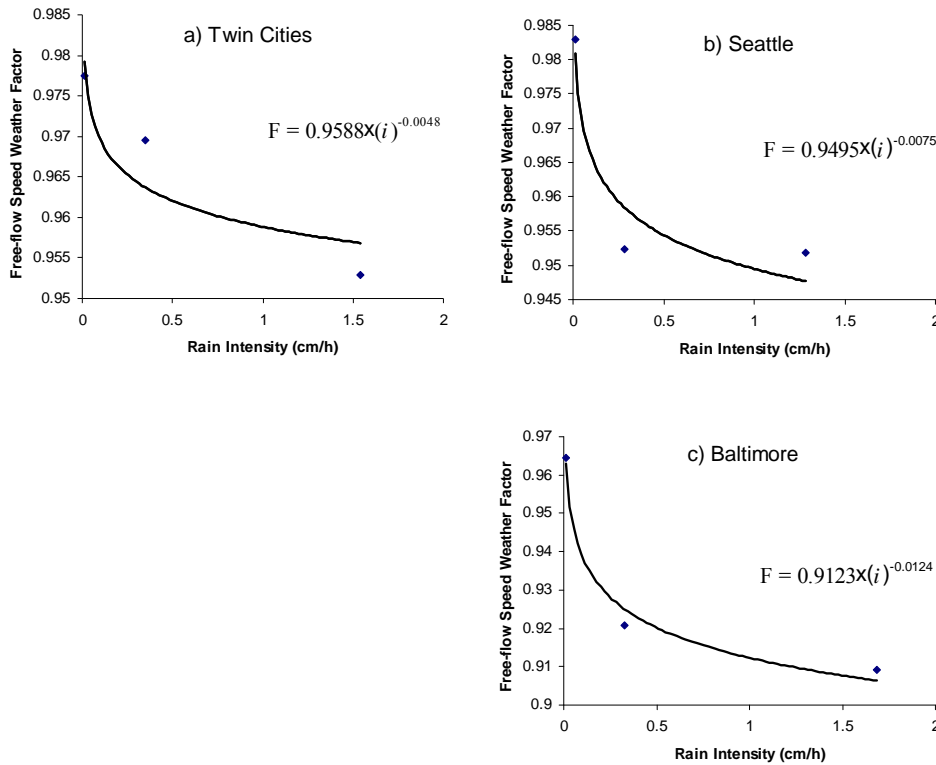 a) Twin Cities
Free-flow Speed Weather Factor
0.985
0.98
0.975
0.97
0.965
0.96
0.955
0.95
F = 0.9588x(i)^-0.0048
0 0.5 1 1.5 2
Rain Intensity (cm/h)
b) Seattle
Free-flow Speed Weather Factor
0.985
0.98
0.975
0.97
0.965
0.96
0.955
0.95
0.945
F = 0.9495x(i)^-0.0075
0 0.5 1 1.5 2
Rain Intensity (cm/h)
c) Baltimore
Free-flow Speed Weather Factor
0.97
0.96
0.95
0.94
0.93
0.92
0.91
0.9
F = 0.9123x(i)^-0.0124
0 0.5 1 1.5 2
Rain Intensity (cm/h)